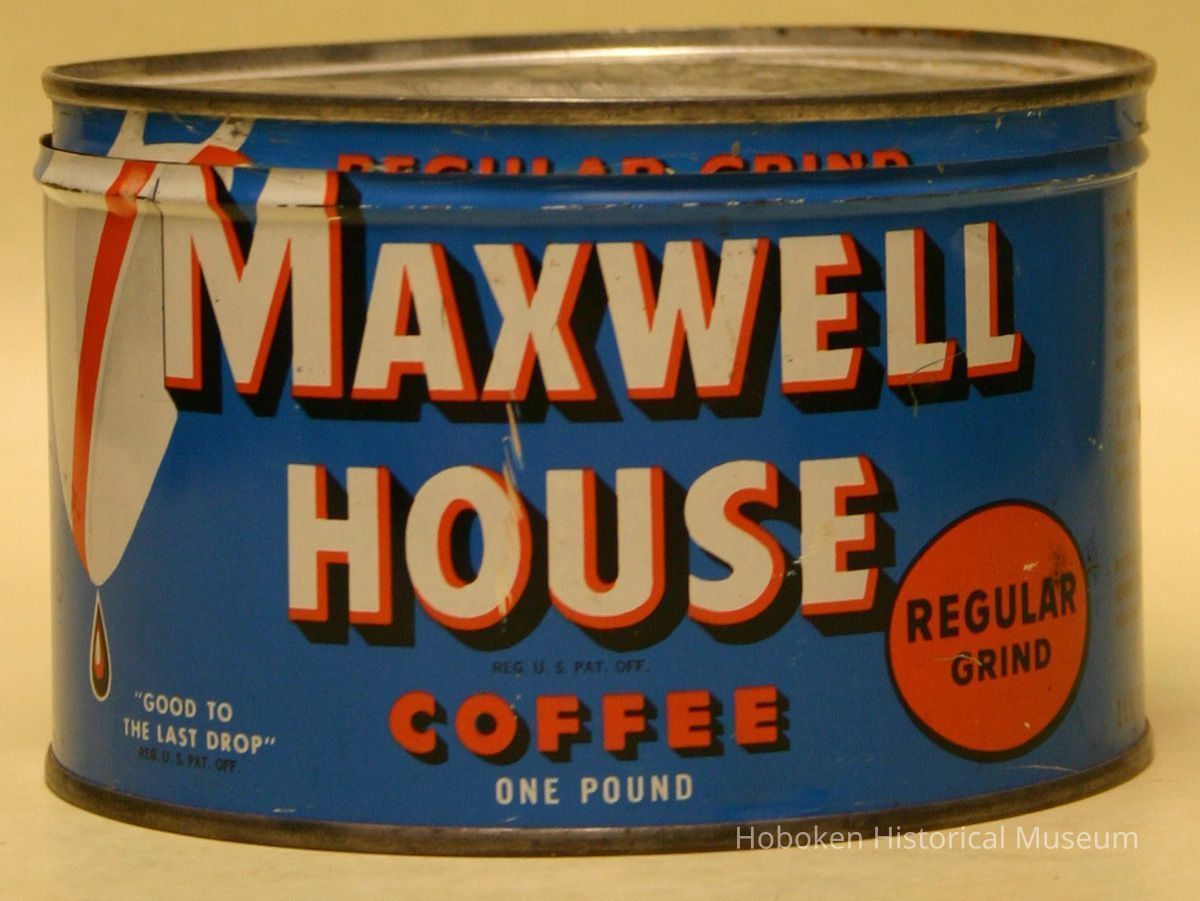 REGULAR GRIND
MAXWELL
HOUSE
REG. U. S. PAT. OFF.
COFFEE
ONE POUND
REGULAR
GRIND
"GOOD TO
THE LAST DROP"
REG. U. S. PAT. OFF.
Hoboken Historical Museum